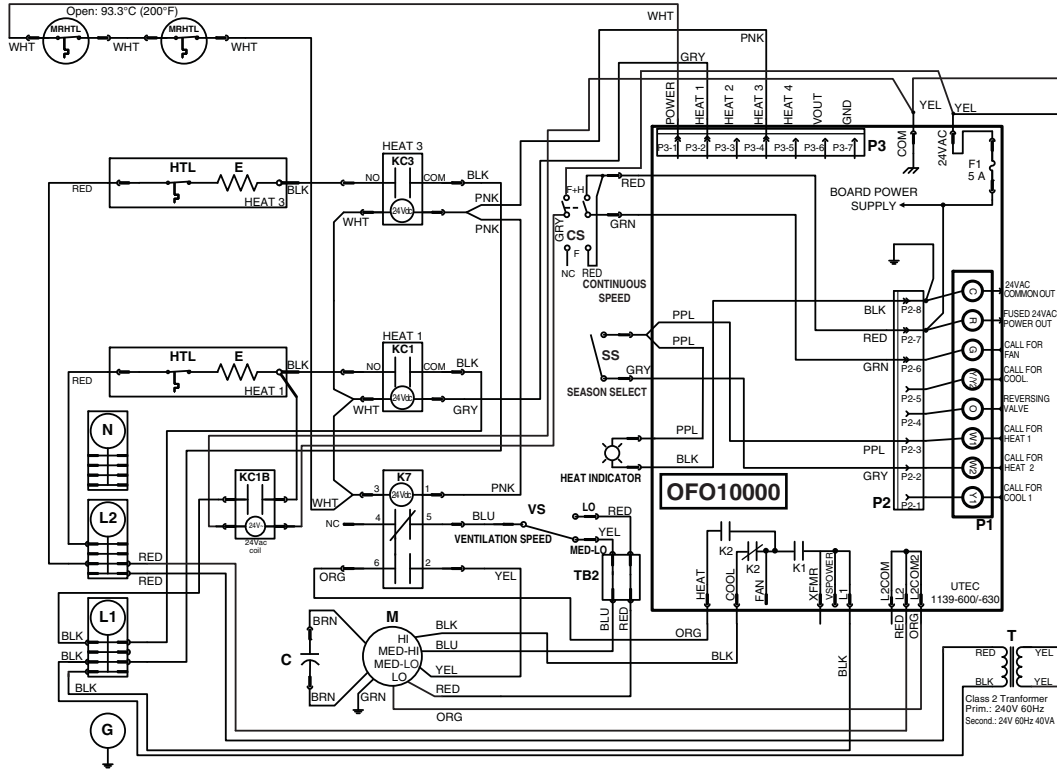 WHT
Open: 93.3°C (200°F)
MRHTL
MRHTL
WHT
WHT
WHT
PNK
GRY
YEL
YEL
POWER
HEAT 1
HEAT 2
HEAT 3
HEAT 4
VOUT
GND
P3-1
P3-2
P3-3
P3-4
P3-5
P3-6
P3-7
P3
COM
24VAC
F1
5 A
BOARD POWER
SUPPLY
HEAT 3
KC3
NO
COM
BLK
24Vdc
WHT
PNK
PNK
HTL
E
RED
BLK
HEAT 3
F+H
RED
GRY
GRN
CS
F
NC
RED
CONTINUOUS
SPEED
HEAT 1
KC1
NO
COM
BLK
24Vdc
WHT
GRY
HTL
E
RED
BLK
HEAT 1
PPL
PPL
SS
GRY
SEASON SELECT
PPL
BLK
HEAT INDICATOR
BLK
P2-8
RED
P2-7
GRN
P2-6
P2-5
P2-4
PPL
P2-3
GRY
P2-2
P2-1
P2
C
R
G
Y/Y2
O
W1
W2
Y1
P1
24VAC
COMMON OUT
FUSED 24VAC
POWER OUT
CALL FOR
FAN
CALL FOR
COOL.
REVERSING
VALVE
CALL FOR
HEAT 1
CALL FOR
HEAT 2
CALL FOR
COOL 1
OFO10000
N
L2
L1
G
KC1B
24V~
24Vac
coil
RED
RED
BLK
BLK
BLK
K7
WHT
3
24Vdc
1
PNK
NC
4
5
BLU
ORG
6
2
YEL
VS
VENTILATION SPEED
LO
RED
YEL
MED-LO
TB2
BLU
RED
BRN
C
BRN
M
HI
MED-HI
MED-LO
LO
BLK
BLU
YEL
RED
GRN
ORG
ORG
BLK
HEAT
COOL
FAN
K2
K2
K1
XFMR
VSPOWER
L1
L2COM
L2
L2COM2
BLK
RED
ORG
UTEC
1139-600/-630
T
RED
YEL
BLK
YEL
Class 2 Tranformer
Prim.: 240V 60Hz
Second.: 24V 60Hz 40VA